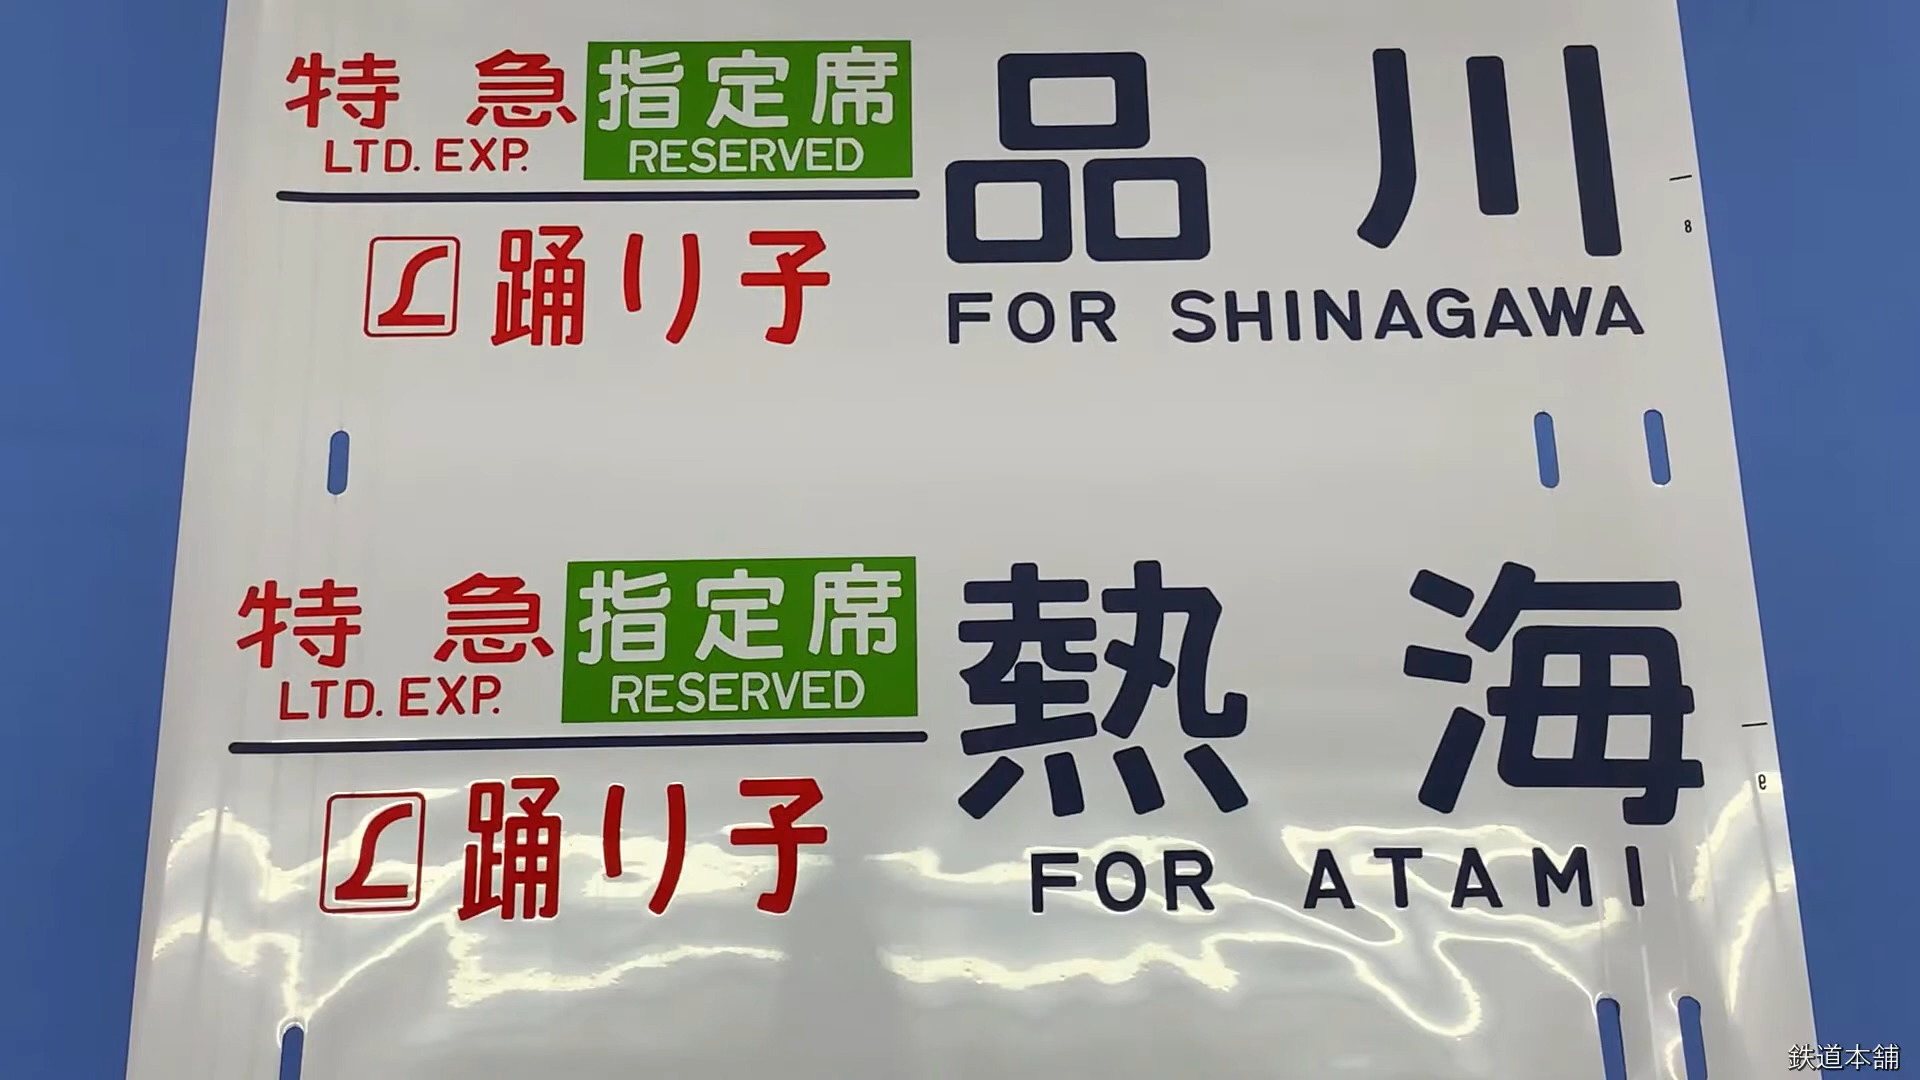 特急 指定席 品川
LTD. EXP. RESERVED
踊り子
FOR SHINAGAWA
8
特急 指定席 熱海
LTD. EXP. RESERVED
踊り子
FOR ATAMI
9
鉄道本舗